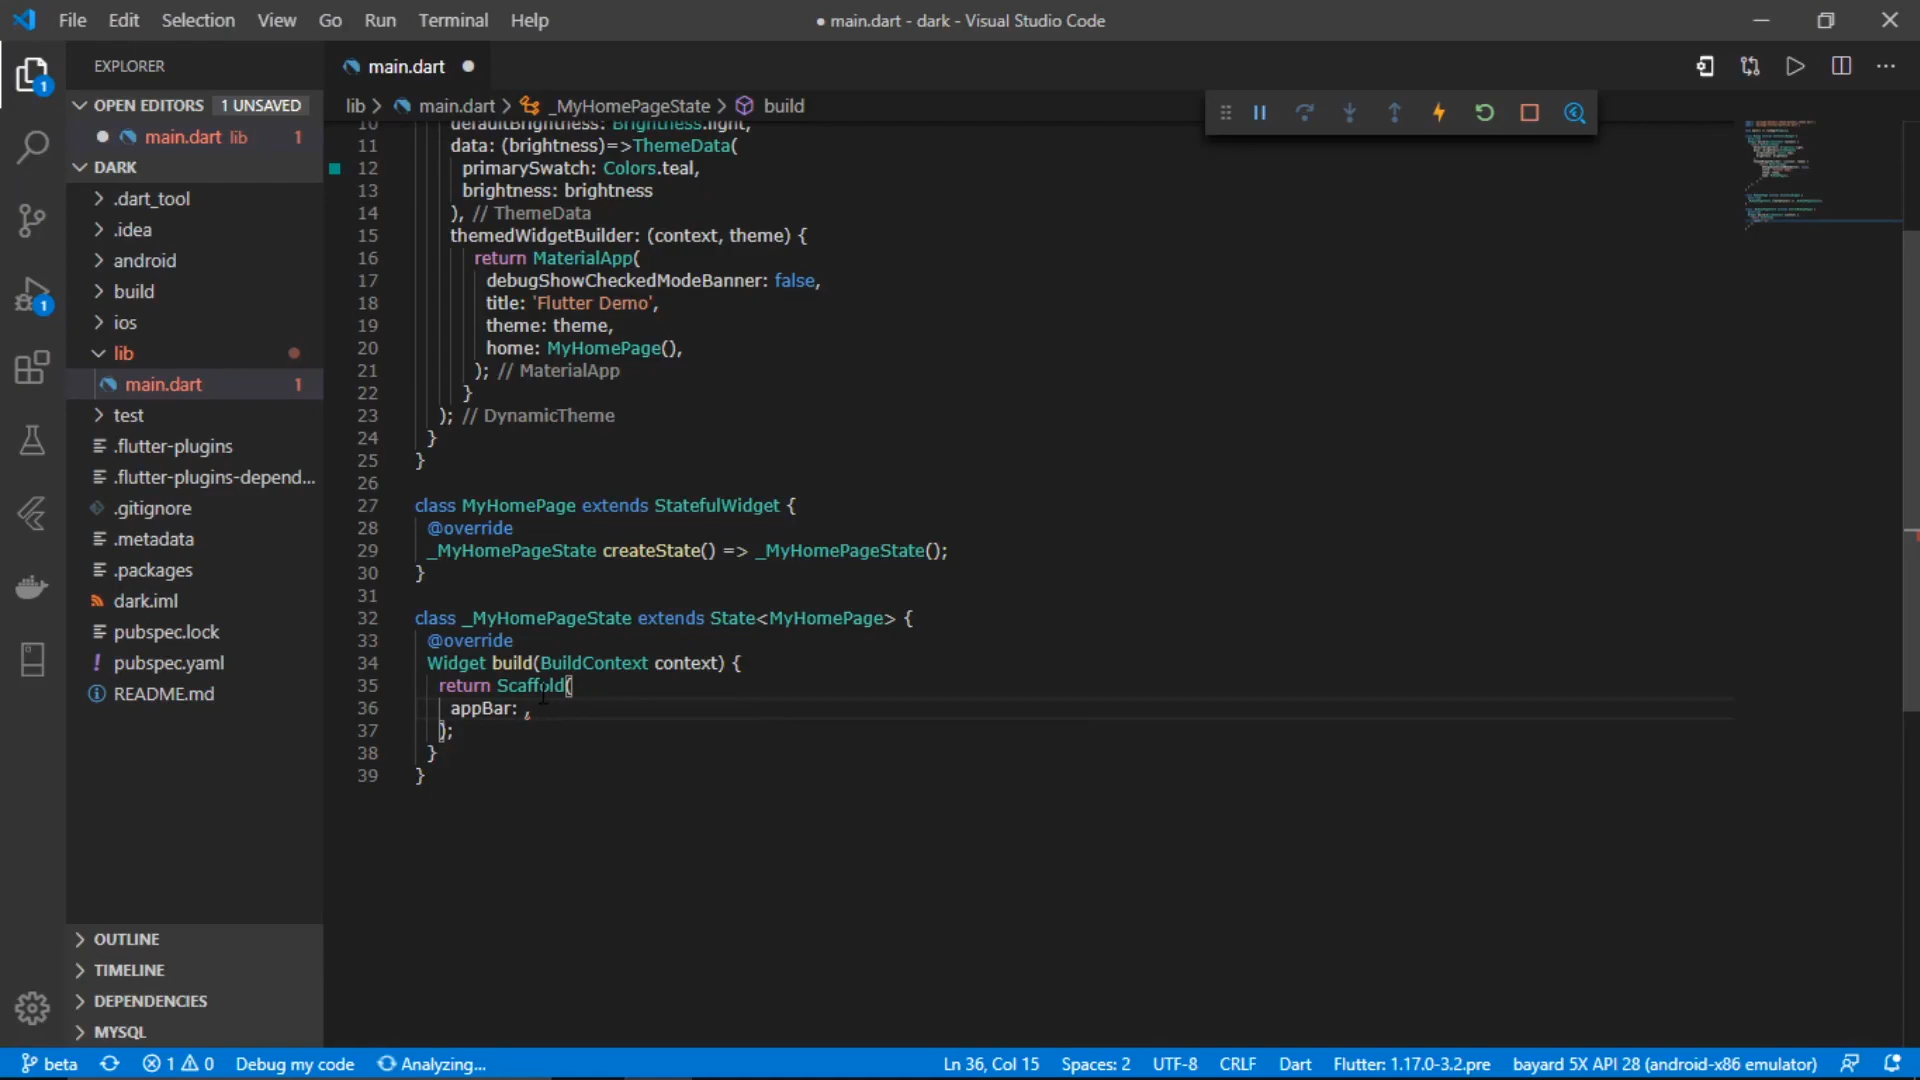 File Edit Selection View Go Run Terminal Help
● main.dart - dark - Visual Studio Code
EXPLORER
OPEN EDITORS 1 UNSAVED
main.dart lib 1
DARK
.dart_tool
.idea
android
build
ios
lib
main.dart 1
test
.flutter-plugins
.flutter-plugins-depend...
.gitignore
.metadata
.packages
dark.iml
pubspec.lock
pubspec.yaml
README.md
OUTLINE
TIMELINE
DEPENDENCIES
MYSQL
1
1
main.dart
lib > main.dart > _MyHomePageState > build
10 defaultBrightness: Brightness.light,
11 data: (brightness)=>ThemeData(
12 primarySwatch: Colors.teal,
13 brightness: brightness
14 ), // ThemeData
15 themedWidgetBuilder: (context, theme) {
16 return MaterialApp(
17 debugShowCheckedModeBanner: false,
18 title: 'Flutter Demo',
19 theme: theme,
20 home: MyHomePage(),
21 ); // MaterialApp
22 }
23 ); // DynamicTheme
24 }
25 }
26
27 class MyHomePage extends StatefulWidget {
28 @override
29 _MyHomePageState createState() => _MyHomePageState();
30 }
31
32 class _MyHomePageState extends State<MyHomePage> {
33 @override
34 Widget build(BuildContext context) {
35 return Scaffold(
36 appBar: ,
37 );
38 }
39 }
beta 1 0 Debug my code Analyzing... Ln 36, Col 15 Spaces: 2 UTF-8 CRLF Dart Flutter: 1.17.0-3.2.pre bayard 5X API 28 (android-x86 emulator)